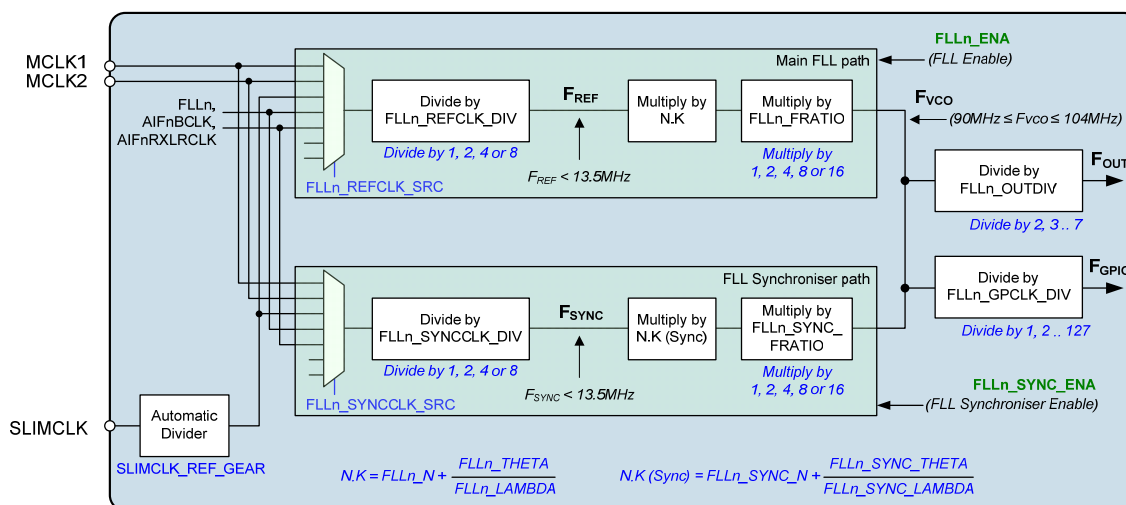 MCLK1
MCLK2
FLLn,
AIFnBCLK,
AIFnRXLRCLK
SLIMCLK
Automatic
Divider
SLIMCLK_REF_GEAR
Main FLL path
Divide by
FLLn_REFCLK_DIV
Divide by 1, 2, 4 or 8
FLLn_REFCLK_SRC
FREF
FREF < 13.5MHz
Multiply by
N.K
Multiply by
FLLn_FRATIO
Multiply by
1, 2, 4, 8 or 16
FLLn_ENA
(FLL Enable)
FVCO
(90MHz ≤ Fvco ≤ 104MHz)
Divide by
FLLn_OUTDIV
Divide by 2, 3 .. 7
FOUT
FLL Synchroniser path
Divide by
FLLn_SYNCCLK_DIV
Divide by 1, 2, 4 or 8
FLLn_SYNCCLK_SRC
FSYNC
FSYNC < 13.5MHz
Multiply by
N.K (Sync)
Multiply by
FLLn_SYNC_
FRATIO
Multiply by
1, 2, 4, 8 or 16
Divide by
FLLn_GPCLK_DIV
Divide by 1, 2 .. 127
FGPIO
FLLn_SYNC_ENA
(FLL Synchroniser Enable)
N.K = FLLn_N + FLLn_THETA
FLLn_LAMBDA
N.K (Sync) = FLLn_SYNC_N + FLLn_SYNC_THETA
FLLn_SYNC_LAMBDA